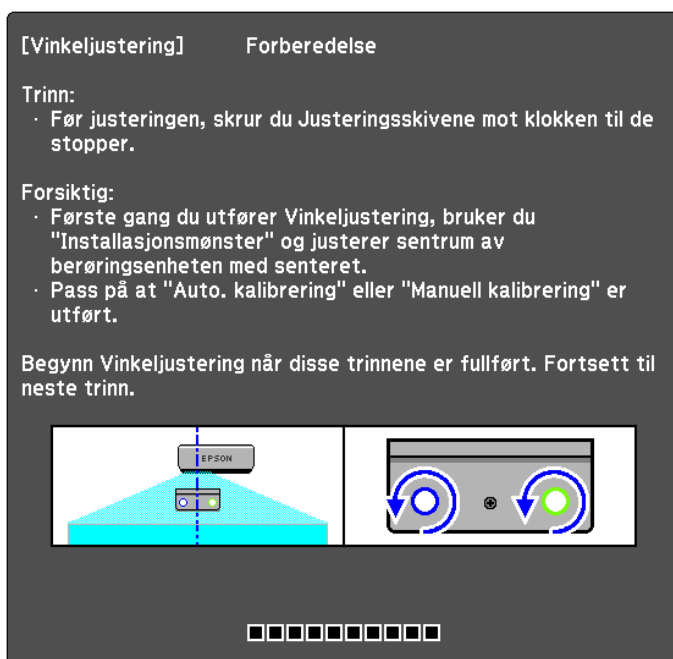 [Vinkeljustering] Forberedelse
Trinn:
· Før justeringen, skrur du Justeringsskivene mot klokken til de
stopper.
Forsiktig:
· Første gang du utfører Vinkeljustering, bruker du
"Installasjonsmønster" og justerer sentrum av
berøringsenheten med senteret.
· Pass på at "Auto. kalibrering" eller "Manuell kalibrering" er
utført.
Begynn Vinkeljustering når disse trinnene er fullført. Fortsett til
neste trinn.
EPSON